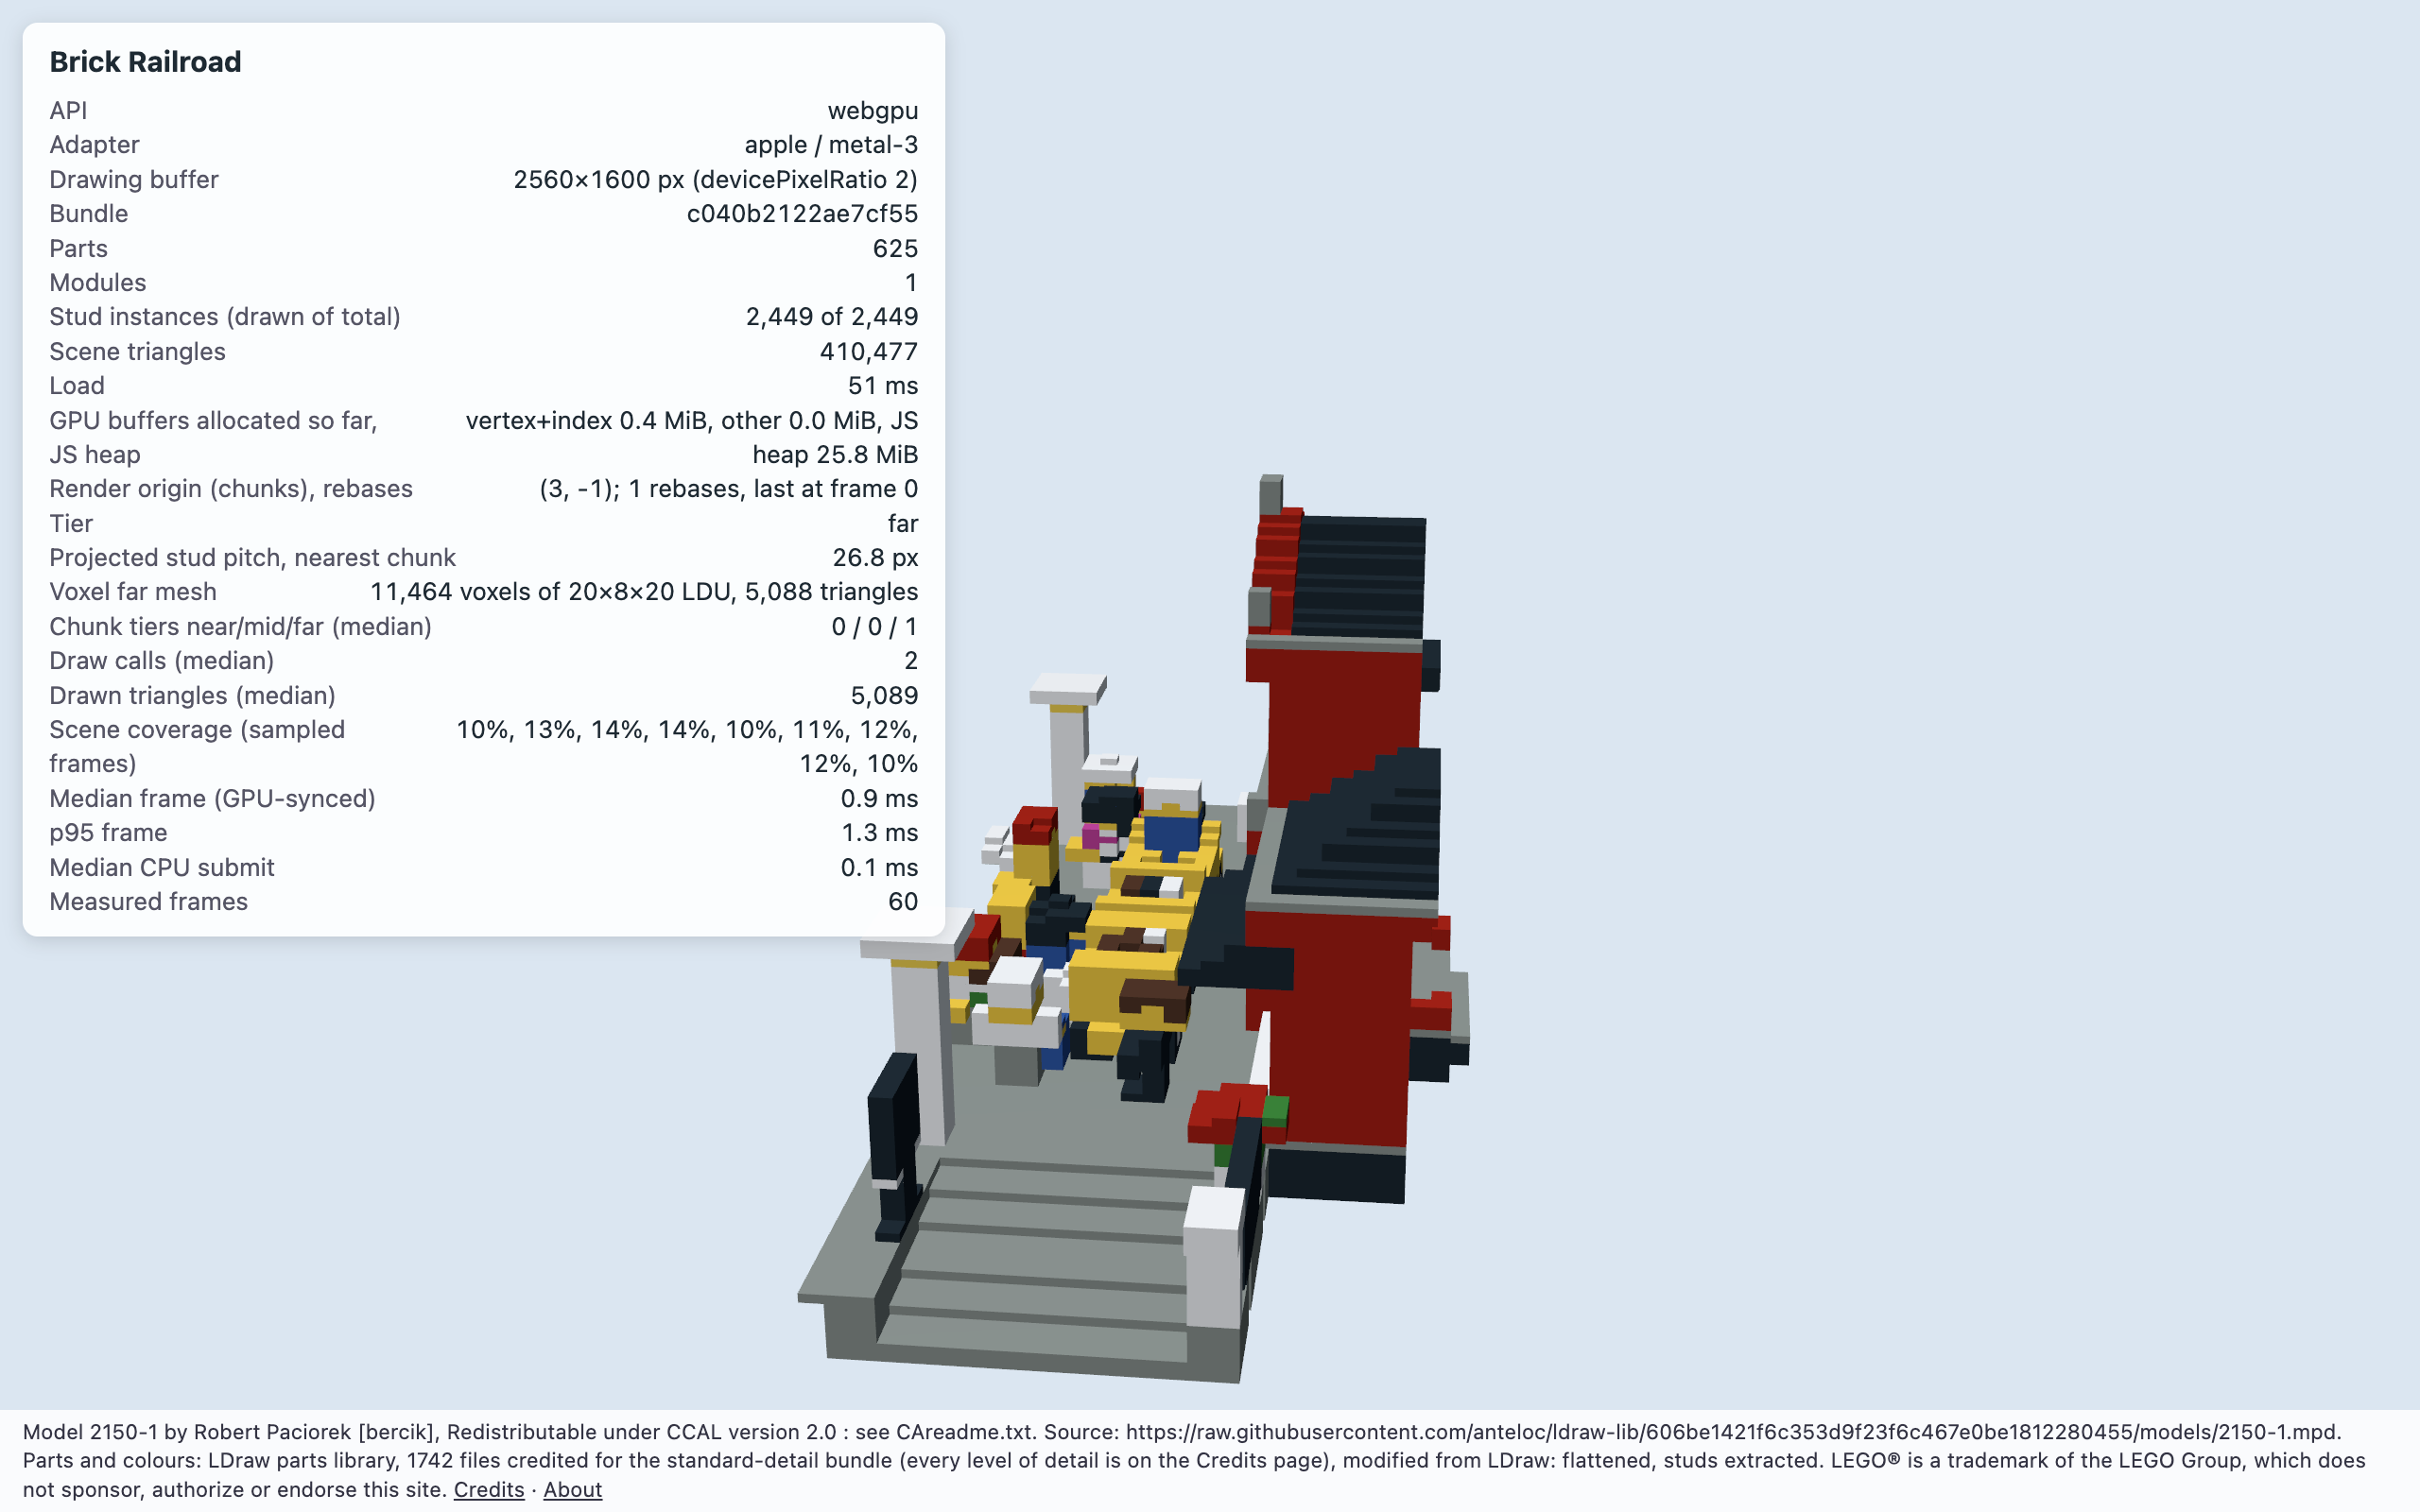 Brick Railroad
API webgpu
Adapter apple / metal-3
Drawing buffer 2560×1600 px (devicePixelRatio 2)
Bundle c040b2122ae7cf55
Parts 625
Modules 1
Stud instances (drawn of total) 2,449 of 2,449
Scene triangles 410,477
Load 51 ms
GPU buffers allocated so far, vertex+index 0.4 MiB, other 0.0 MiB, JS
JS heap heap 25.8 MiB
Render origin (chunks), rebases (3, -1); 1 rebases, last at frame 0
Tier far
Projected stud pitch, nearest chunk 26.8 px
Voxel far mesh 11,464 voxels of 20×8×20 LDU, 5,088 triangles
Chunk tiers near/mid/far (median) 0 / 0 / 1
Draw calls (median) 2
Drawn triangles (median) 5,089
Scene coverage (sampled 10%, 13%, 14%, 14%, 10%, 11%, 12%,
frames) 12%, 10%
Median frame (GPU-synced) 0.9 ms
p95 frame 1.3 ms
Median CPU submit 0.1 ms
Measured frames 60
Model 2150-1 by Robert Paciorek [bercik], Redistributable under CCAL version 2.0 : see CAreadme.txt. Source: https://raw.githubusercontent.com/anteloc/ldraw-lib/606be1421f6c353d9f23f6c467e0be1812280455/models/2150-1.mpd.
Parts and colours: LDraw parts library, 1742 files credited for the standard-detail bundle (every level of detail is on the Credits page), modified from LDraw: flattened, studs extracted. LEGO® is a trademark of the LEGO Group, which does
not sponsor, authorize or endorse this site. Credits · About